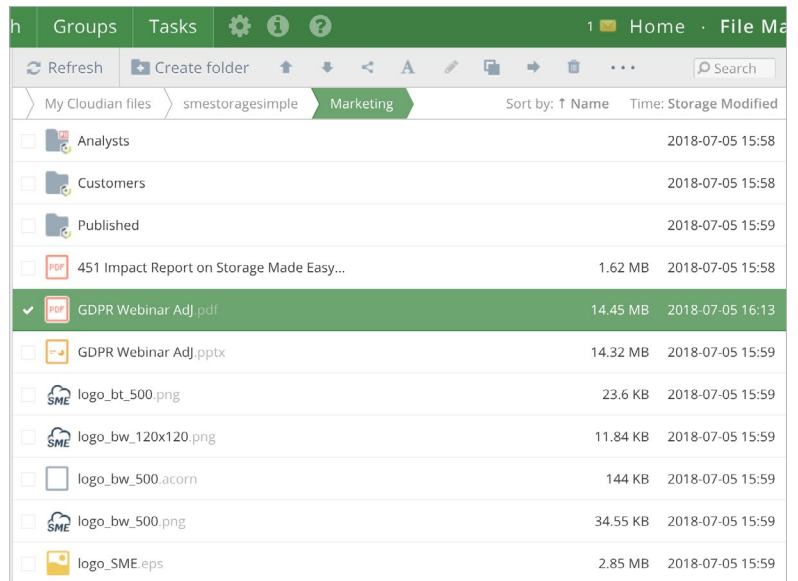 h Groups Tasks 1 Home · File Ma
Refresh Create folder A ... Search
My Cloudian files smestoragesimple Marketing Sort by: ↑ Name Time: Storage Modified
Analysts 2018-07-05 15:58
Customers 2018-07-05 15:58
Published 2018-07-05 15:59
PDF 451 Impact Report on Storage Made Easy... 1.62 MB 2018-07-05 15:58
PDF GDPR Webinar AdJ.pdf 14.45 MB 2018-07-05 16:13
GDPR Webinar AdJ.pptx 14.32 MB 2018-07-05 15:59
SME logo_bt_500.png 23.6 KB 2018-07-05 15:59
SME logo_bw_120x120.png 11.84 KB 2018-07-05 15:59
logo_bw_500.acorn 144 KB 2018-07-05 15:59
SME logo_bw_500.png 34.55 KB 2018-07-05 15:59
logo_SME.eps 2.85 MB 2018-07-05 15:59